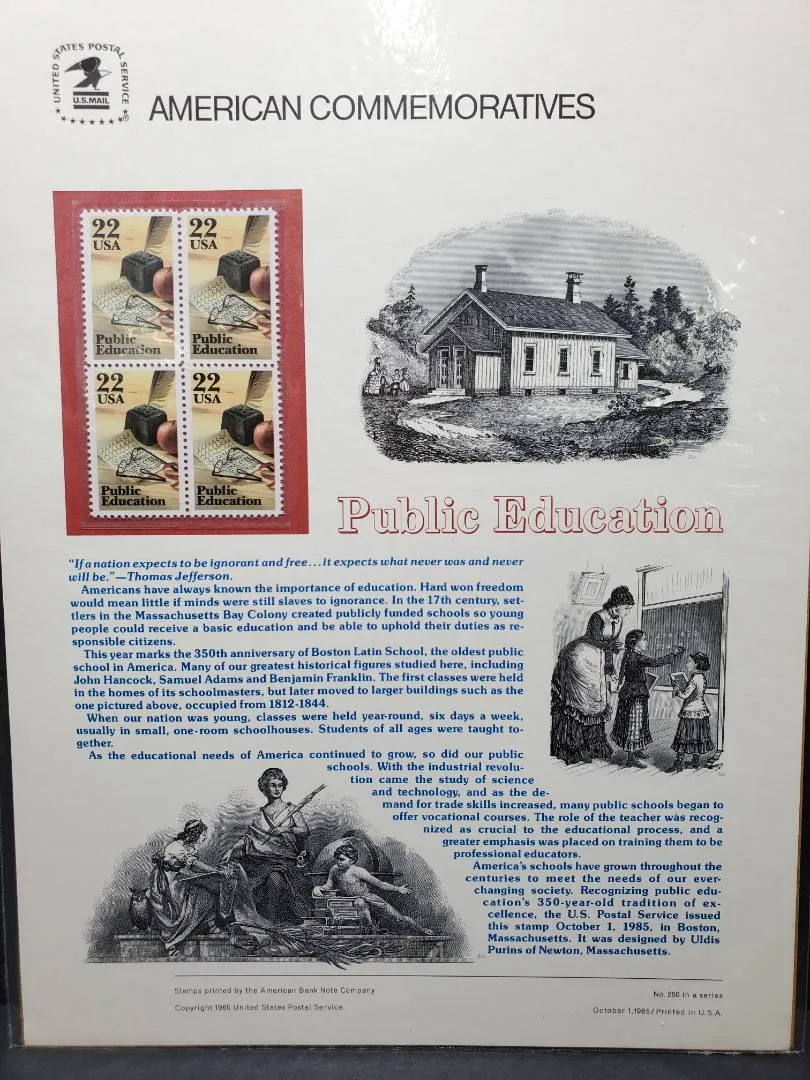 UNITED STATES POSTAL SERVICE
U.S.MAIL
AMERICAN COMMEMORATIVES
22
USA
Public
Education
22
USA
Public
Education
22
USA
Public
Education
22
USA
Public
Education
Public Education
“If a nation expects to be ignorant and free...it expects what never was and never
will be.”—Thomas Jefferson.
Americans have always known the importance of education. Hard won freedom
would mean little if minds were still slaves to ignorance. In the 17th century, set-
tlers in the Massachusetts Bay Colony created publicly funded schools so young
people could receive a basic education and be able to uphold their duties as re-
sponsible citizens.
This year marks the 350th anniversary of Boston Latin School, the oldest public
school in America. Many of our greatest historical figures studied here, including
John Hancock, Samuel Adams and Benjamin Franklin. The first classes were held
in the homes of its schoolmasters, but later moved to larger buildings such as the
one pictured above, occupied from 1812-1844.
When our nation was young, classes were held year-round, six days a week,
usually in small, one-room schoolhouses. Students of all ages were taught to-
gether.
As the educational needs of America continued to grow, so did our public
schools. With the industrial revolu-
tion came the study of science
and technology, and as the de-
mand for trade skills increased, many public schools began to
offer vocational courses. The role of the teacher was recog-
nized as crucial to the educational process, and a
greater emphasis was placed on training them to be
professional educators.
America's schools have grown throughout the
centuries to meet the needs of our ever-
changing society. Recognizing public edu-
cation's 350-year-old tradition of ex-
cellence, the U.S. Postal Service issued
this stamp October 1, 1985, in Boston,
Massachusetts. It was designed by Uldis
Purins of Newton, Massachusetts.
Stamps printed by the American Bank Note Company
Copyright 1985 United States Postal Service
No. 250 in a series
October 1, 1985/Printed in U.S.A.